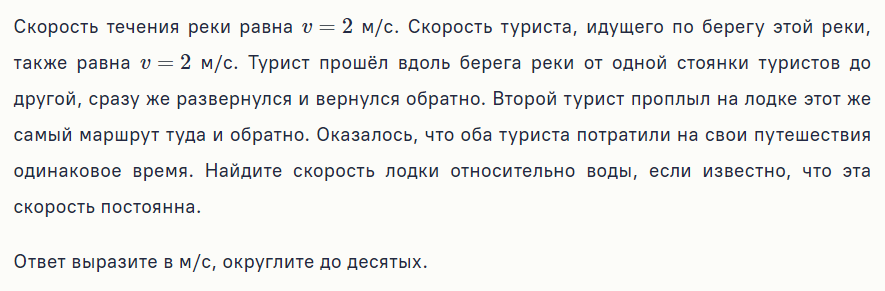 Скорость течения реки равна v = 2 м/с. Скорость туриста, идущего по берегу этой реки,
также равна v = 2 м/с. Турист прошёл вдоль берега реки от одной стоянки туристов до
другой, сразу же развернулся и вернулся обратно. Второй турист проплыл на лодке этот же
самый маршрут туда и обратно. Оказалось, что оба туриста потратили на свои путешествия
одинаковое время. Найдите скорость лодки относительно воды, если известно, что эта
скорость постоянна.
Ответ выразите в м/с, округлите до десятых.